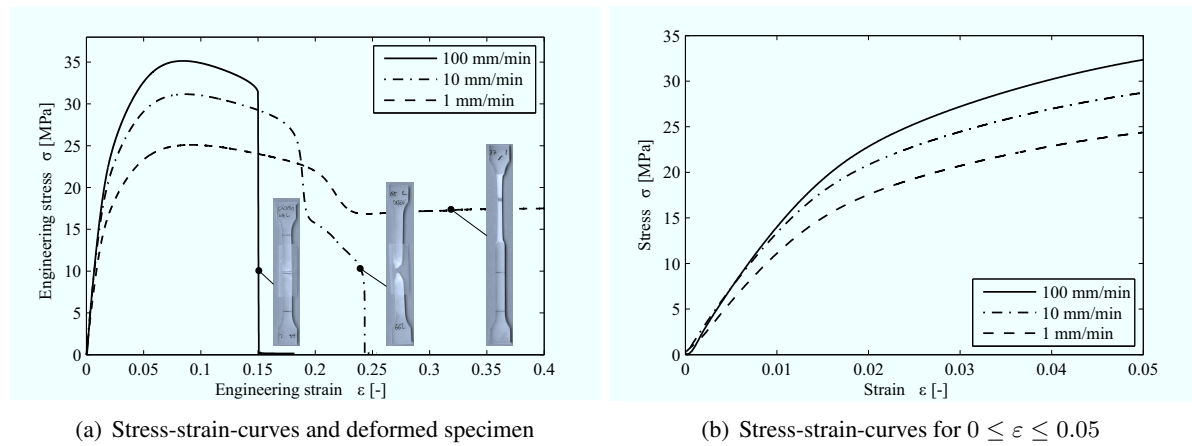 35
30
25
20
15
10
5
0
Engineering stress σ [MPa]
100 mm/min
10 mm/min
1 mm/min
0 0.05 0.1 0.15 0.2 0.25 0.3 0.35 0.4
Engineering strain ε [-]
(a) Stress-strain-curves and deformed specimen
35
30
25
20
15
10
5
0
Stress σ [MPa]
100 mm/min
10 mm/min
1 mm/min
0 0.01 0.02 0.03 0.04 0.05
Strain ε [-]
(b) Stress-strain-curves for 0 ≤ ε ≤ 0.05